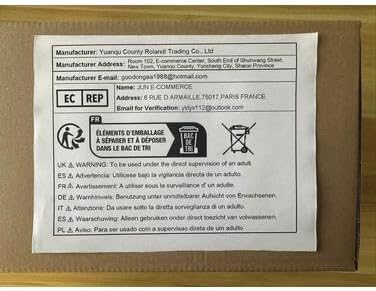 Manufacturer: Yuanqu County Rolandi Trading Co., Ltd
Manufacturer Address: Room 102, E-commerce Center, South End of Shunwang Street,
New Town, Yuanqu County, Yuncheng City, Shanxi Province
Manufacturer E-mail: guodongaa1988@hotmail.com
EC REP
Name: JUN E-COMMERCE
Address: 6 RUE D ARMAILLE,75017,PARIS FRANCE
Email for Verification: yldyx112@outlook.com
FR
ÉLÉMENTS D'EMBALLAGE
À SÉPARER ET À DÉPOSER
DANS LE BAC DE TRI
BAC
DE
TRI
UK ⚠ WARNING: To be used under the direct supervision of an adult.
ES ⚠ Advertencia: Utilícese bajo la vigilancia directa de un adulto.
FR ⚠ Avertissement: A utiliser sous la surveillance d' un adulte.
DE ⚠ Warnhinweis: Benutzung unter unmittelbarer Aufsicht von Erwachsenen.
IT ⚠ Attenzione: Da usare sotto la diretta sorveglianza di un adulto.
ES ⚠ Waarschuwing: Alleen gebruiken onder direct toezicht van volwassenen.
PL ⚠ Aviso: Para ser usado com a supervisao direta de um adulto.